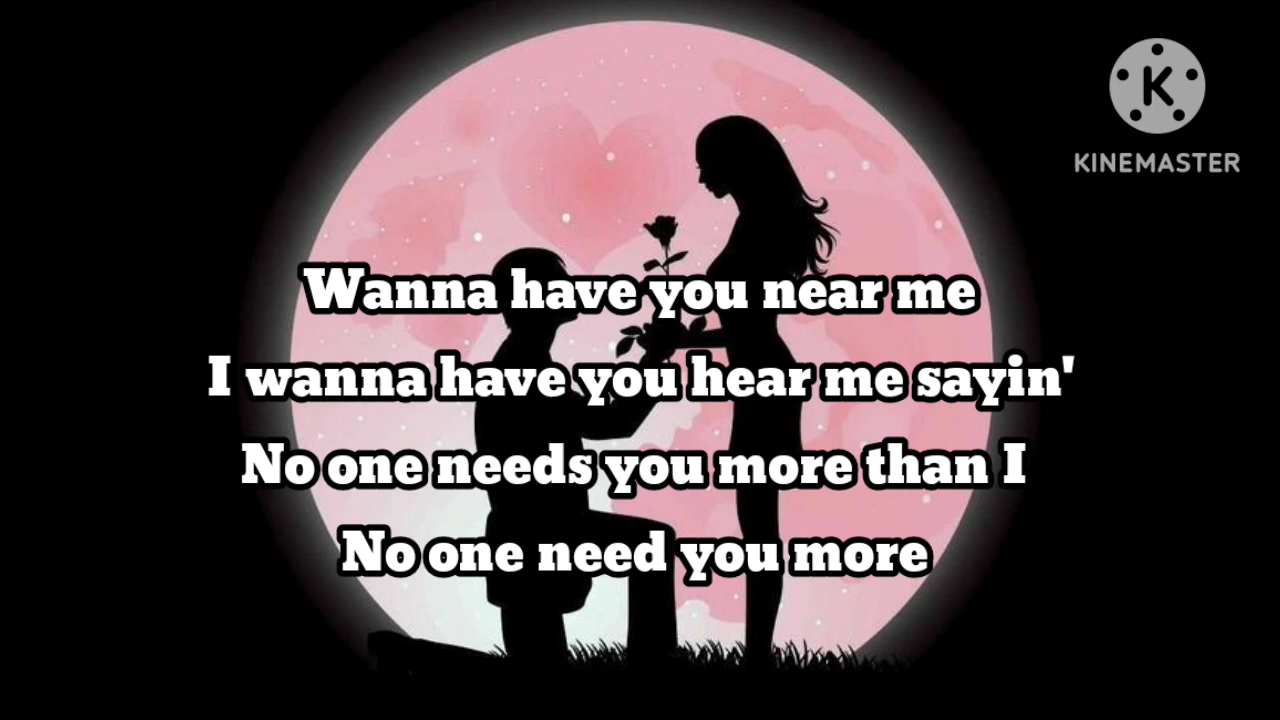 K
KINEMASTER
Wanna have you near me
I wanna have you hear me sayin'
No one needs you more than I
No one need you more